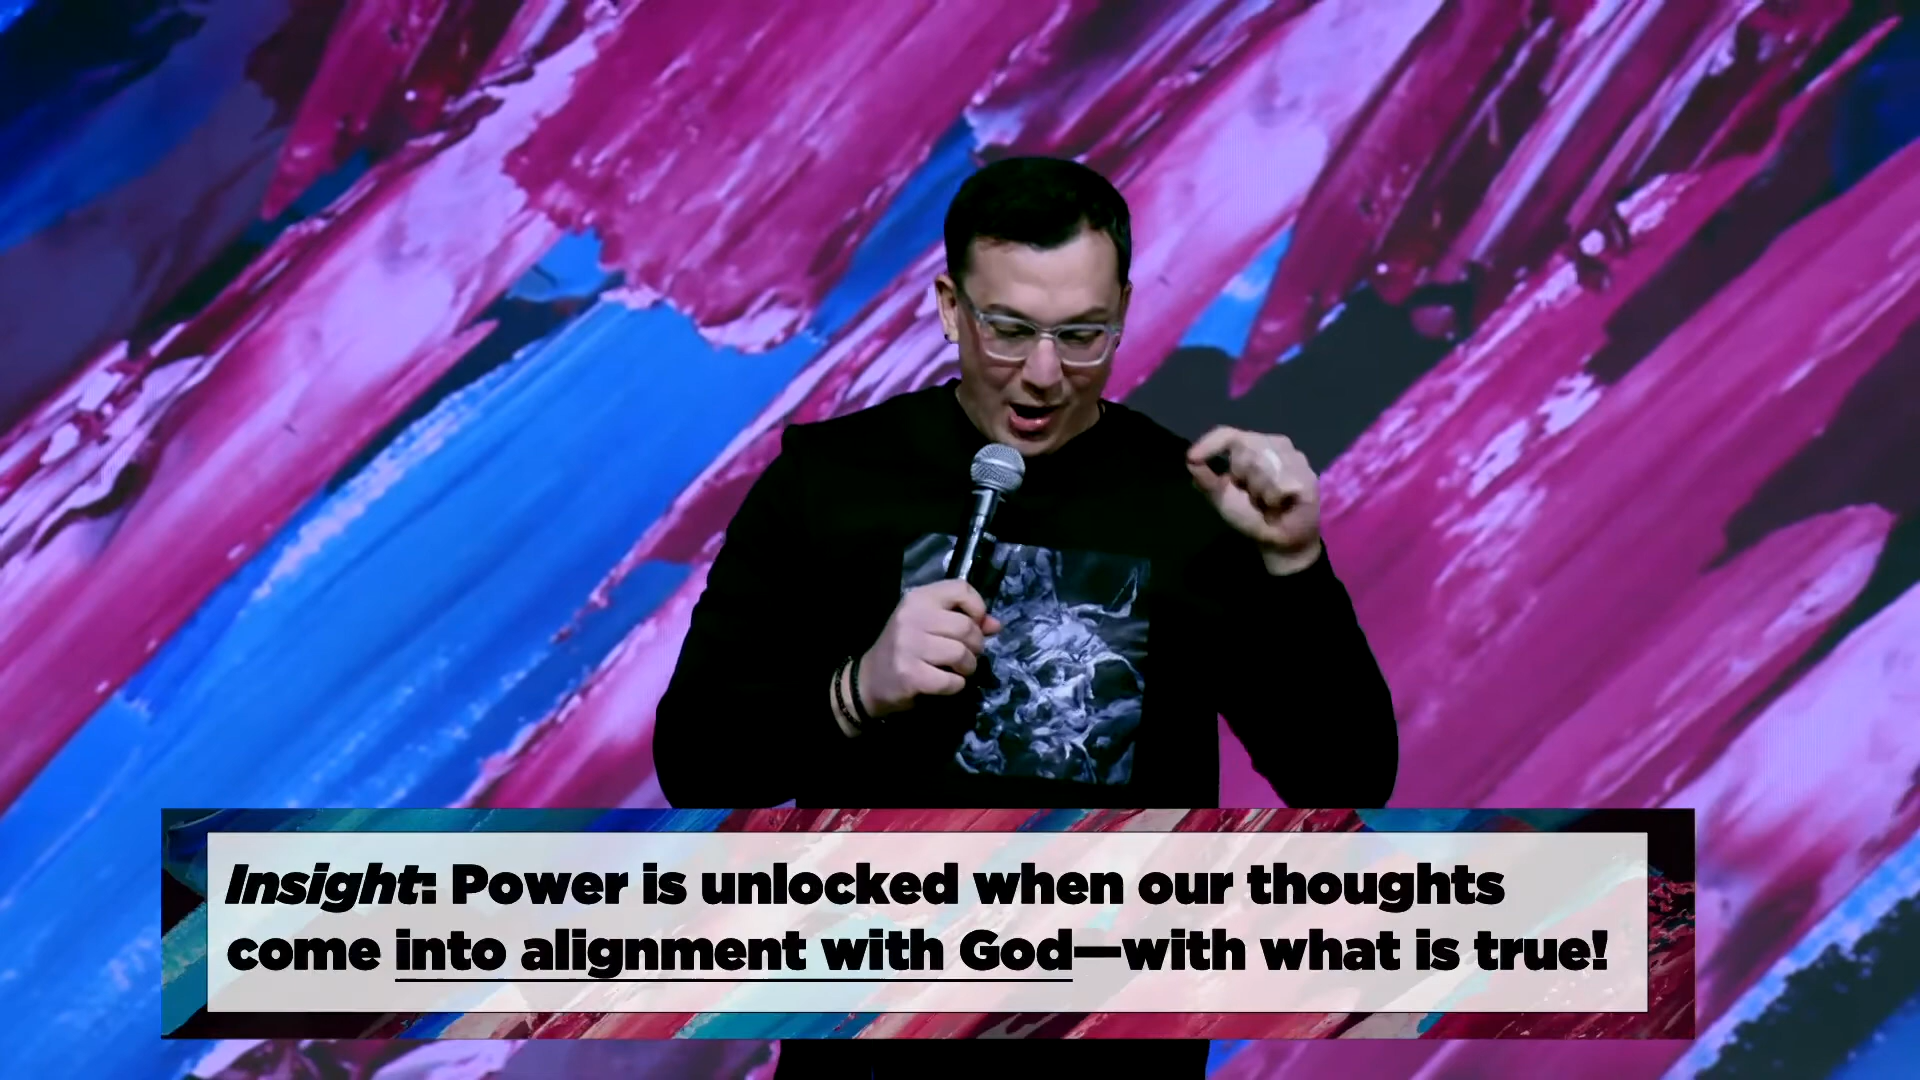 Insight: Power is unlocked when our thoughts
come into alignment with God—with what is true!